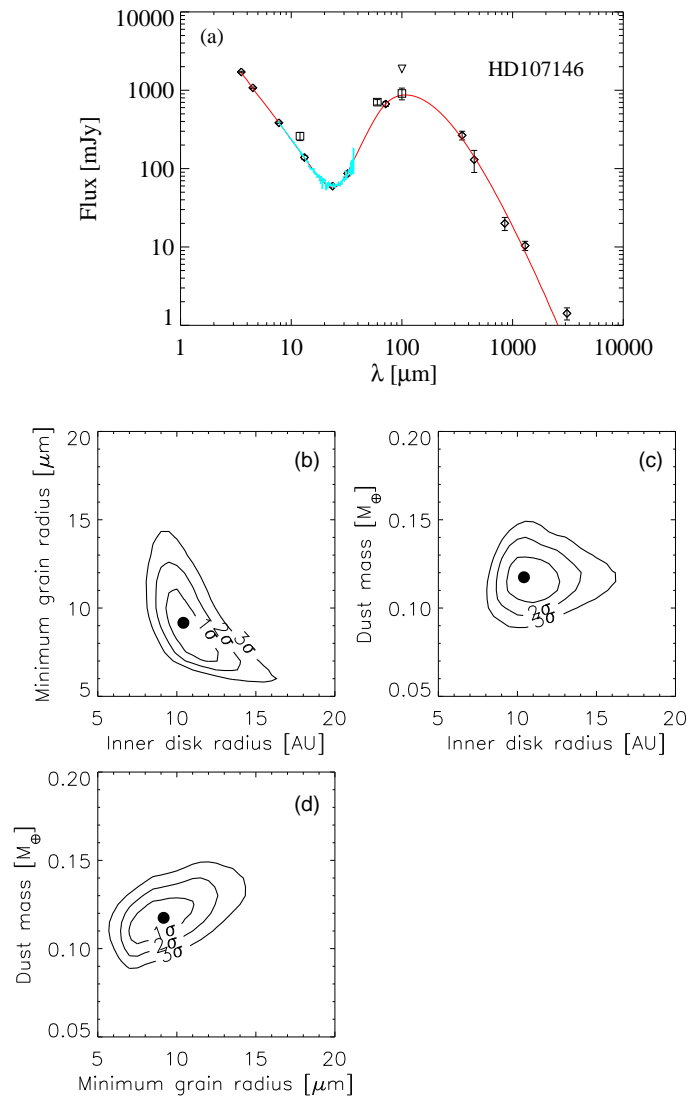 (a)
HD107146
Flux [mJy]
10000
1000
100
10
1
1 10 100 1000 10000
λ [μm]
(b)
Minimum grain radius [μm]
20
15
10
5
1σ 2σ 3σ
5 10 15 20
Inner disk radius [AU]
(c)
Dust mass [M⊕]
0.20
0.15
0.10
0.05
2σ
3σ
5 10 15 20
Inner disk radius [AU]
(d)
Dust mass [M⊕]
0.20
0.15
0.10
0.05
1σ
2σ
3σ
5 10 15 20
Minimum grain radius [μm]